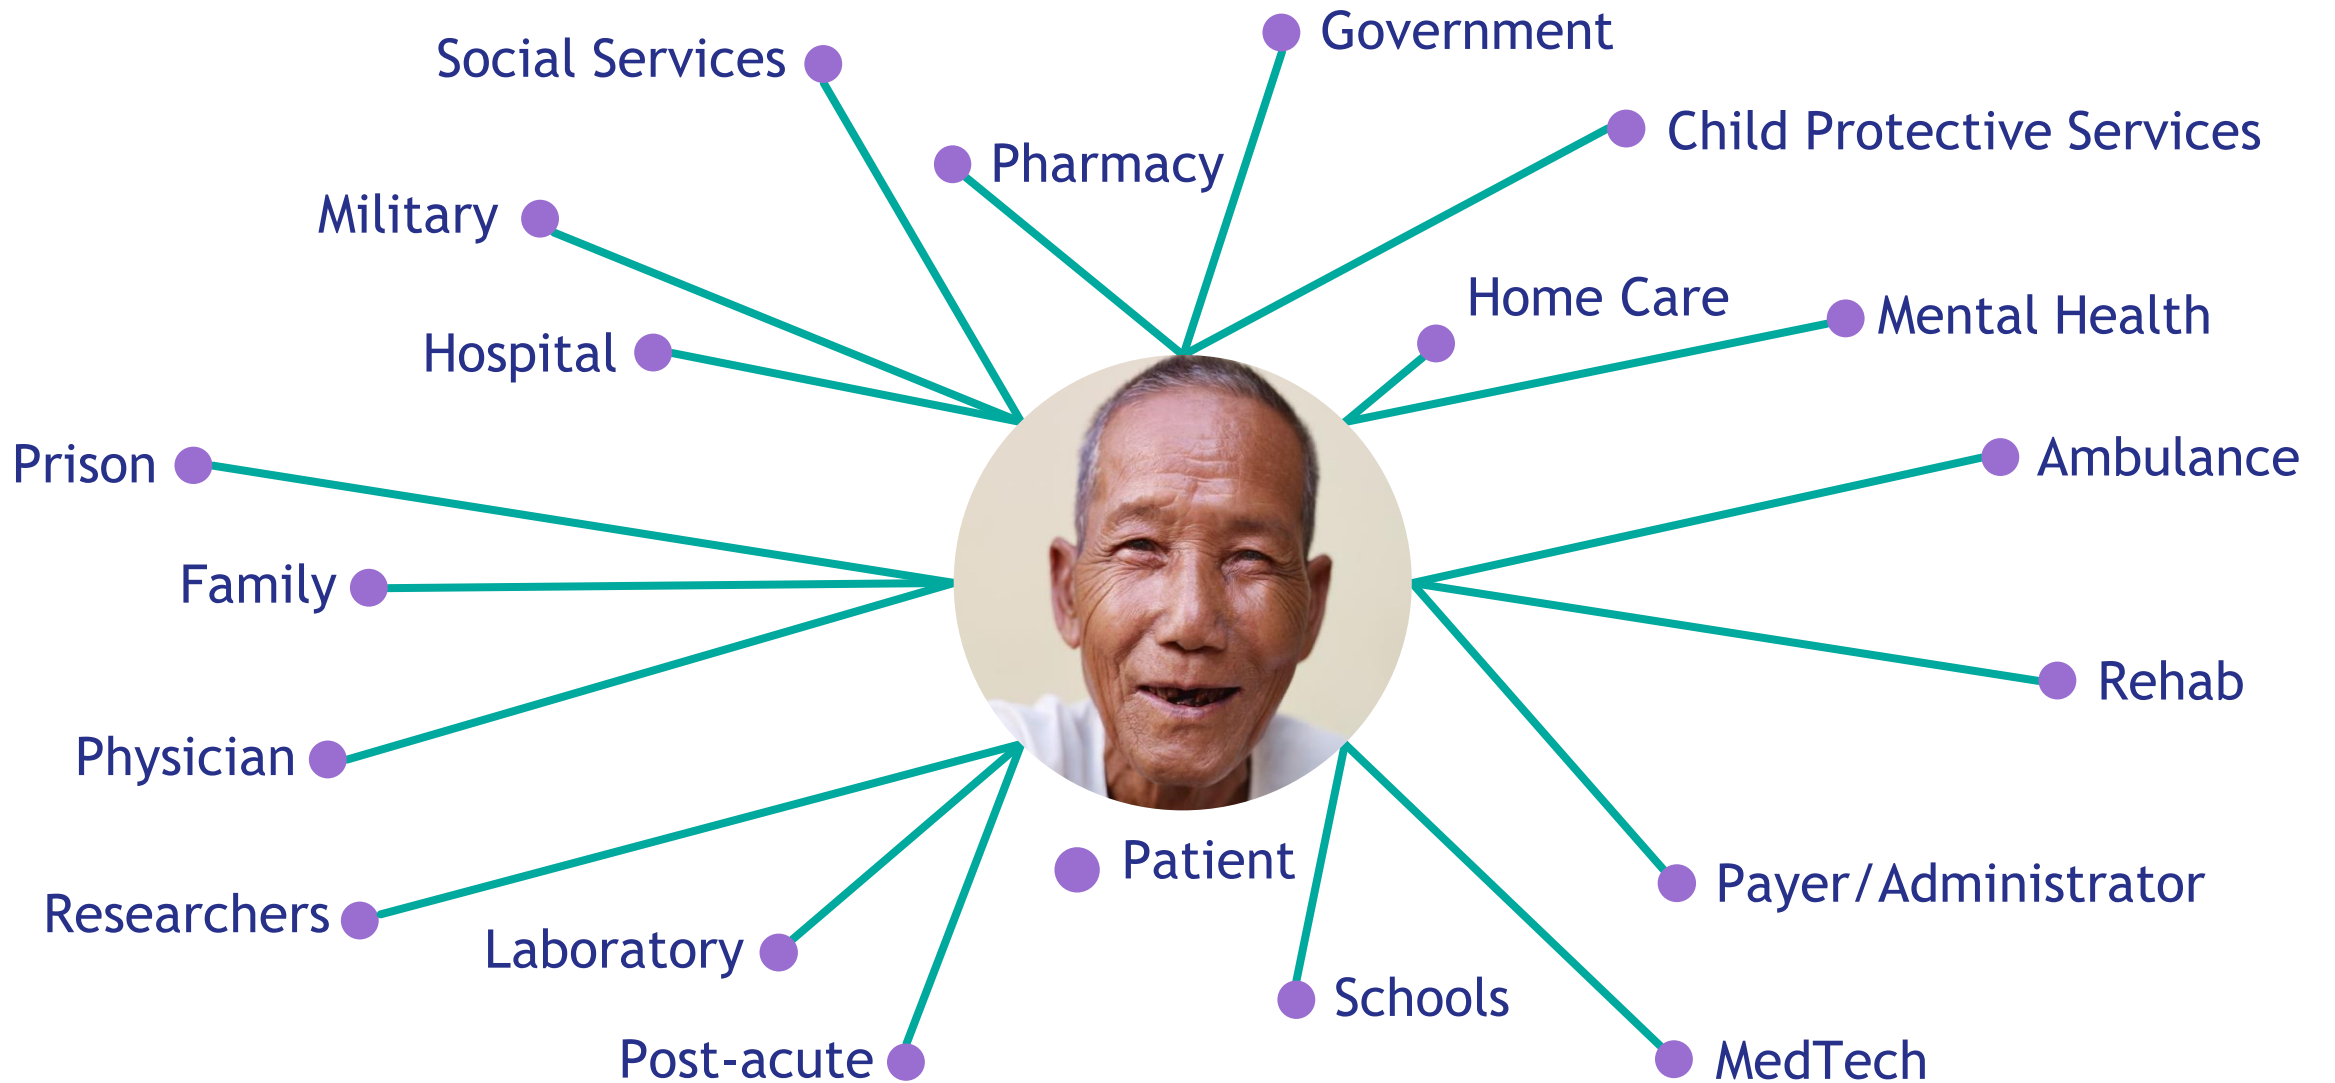 Government
Social Services
Child Protective Services
Pharmacy
Military
Home Care
Mental Health
Hospital
Ambulance
Prison
Family
Rehab
Physician
Patient
Payer/Administrator
Researchers
Laboratory
Schools
Post-acute
MedTech